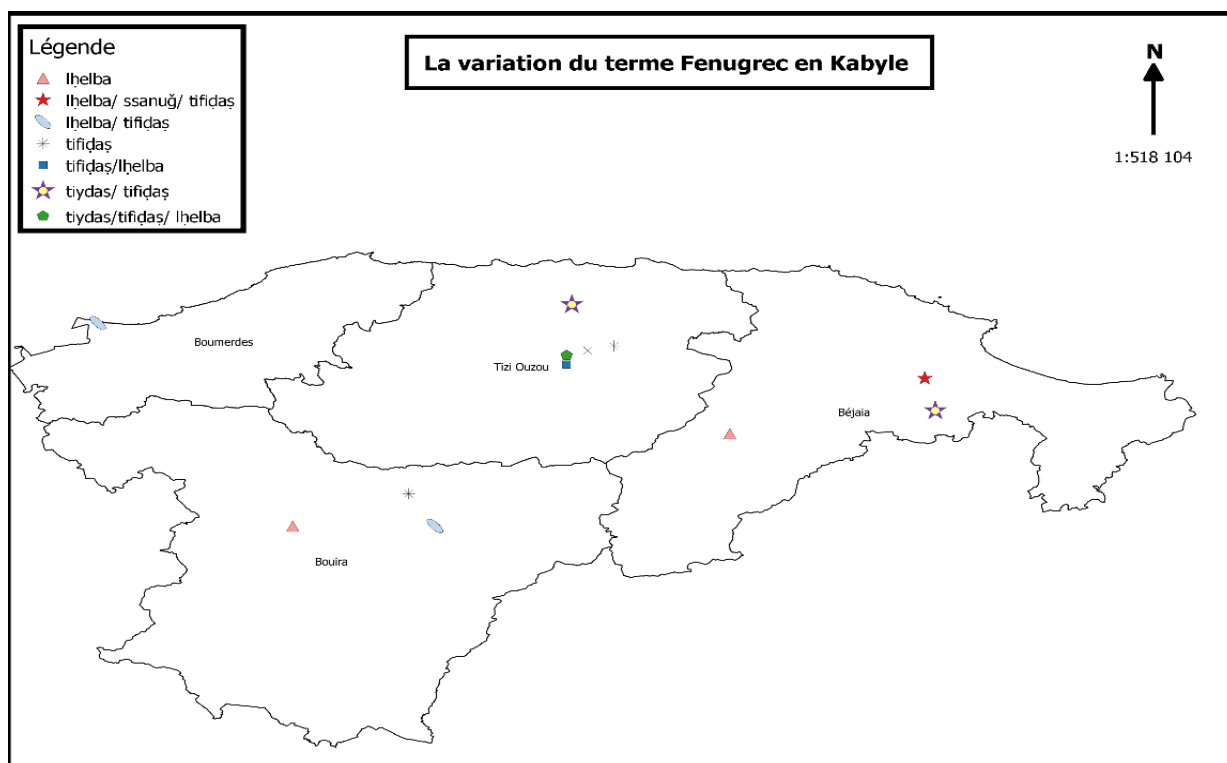 Légende
lḥelba
lḥelba/ ssanuǧ/ tifiḍaṣ
lḥelba/ tifiḍaṣ
tifiḍaṣ
tifiḍaṣ/lḥelba
tiydas/ tifiḍaṣ
tiydas/tifiḍaṣ/ lḥelba
La variation du terme Fenugrec en Kabyle
N
1:518 104
Boumerdes
Tizi Ouzou
Béjaia
Bouira